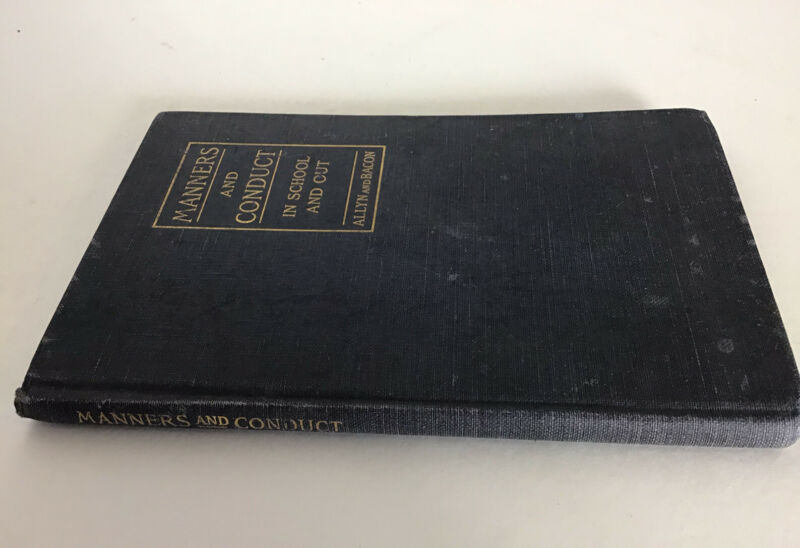 MANNERS
AND
CONDUCT
IN SCHOOL
AND OUT
ALLYN AND BACON
MANNERS AND CONDUCT